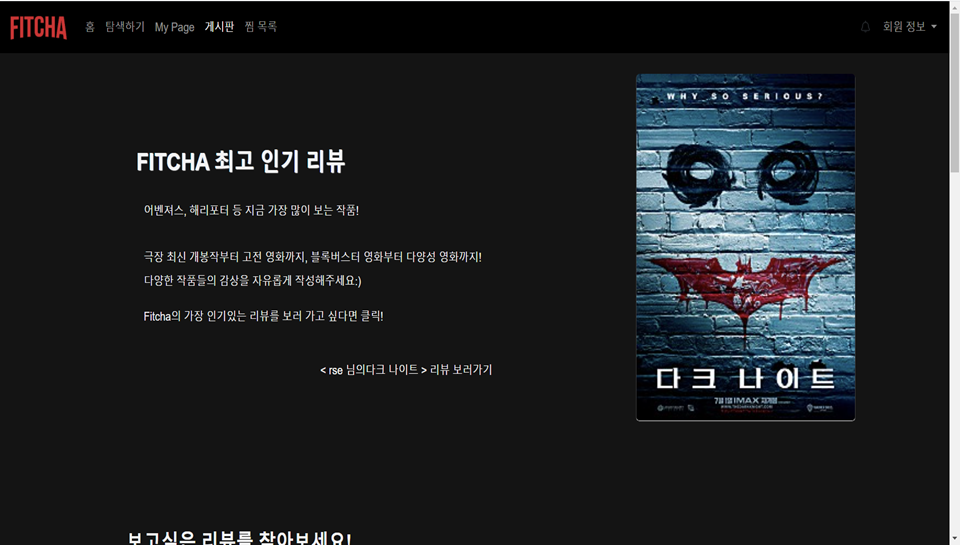 FITCHA 홈 탐색하기 My Page 게시판 찜 목록 회원 정보
WHY SO SERIOUS?
FITCHA 최고 인기 리뷰
어벤져스, 해리포터 등 지금 가장 많이 보는 작품!
극장 최신 개봉작부터 고전 영화까지, 블록버스터 영화부터 다양성 영화까지!
다양한 작품들의 감상을 자유롭게 작성해주세요:)
Fitcha의 가장 인기있는 리뷰를 보러 가고 싶다면 클릭!
< rse 님의다크 나이트 > 리뷰 보러가기
다크 나이트
7월 1일 IMAX 재개봉
보고싶은 리뷰를 찾아보세요!